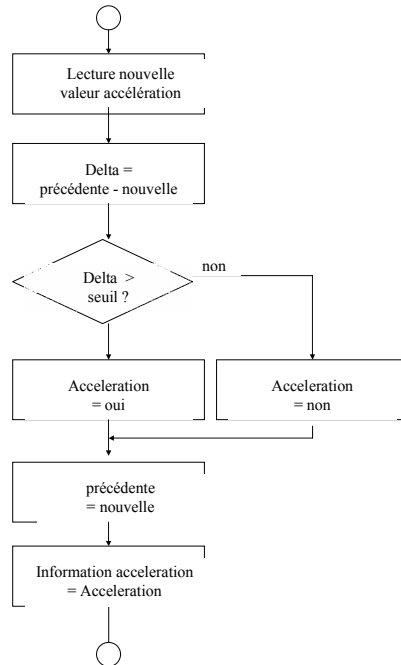 Lecture nouvelle
valeur accélération
Delta =
précédente - nouvelle
Delta >
seuil ?
non
Acceleration
= oui
Acceleration
= non
précédente
= nouvelle
Information acceleration
= Acceleration